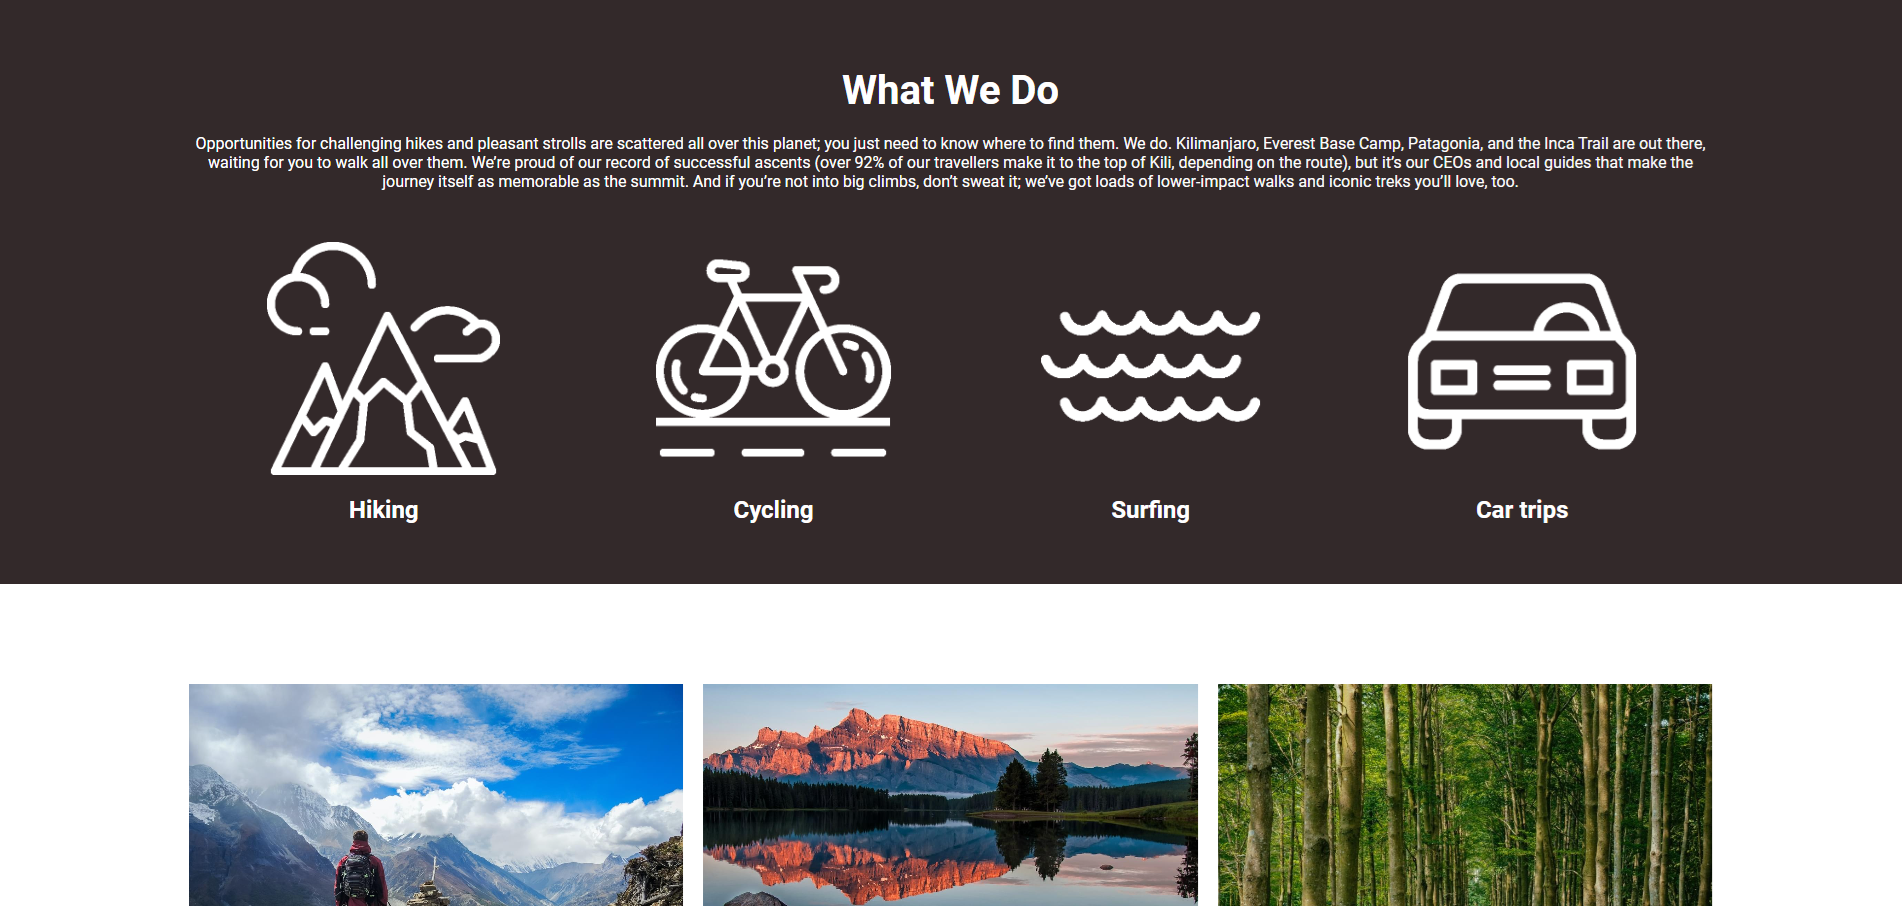 What We Do
Opportunities for challenging hikes and pleasant strolls are scattered all over this planet; you just need to know where to find them. We do. Kilimanjaro, Everest Base Camp, Patagonia, and the Inca Trail are out there,
waiting for you to walk all over them. We’re proud of our record of successful ascents (over 92% of our travellers make it to the top of Kili, depending on the route), but it’s our CEOs and local guides that make the
journey itself as memorable as the summit. And if you’re not into big climbs, don’t sweat it; we’ve got loads of lower-impact walks and iconic treks you’ll love, too.
Hiking
Cycling
Surfing
Car trips